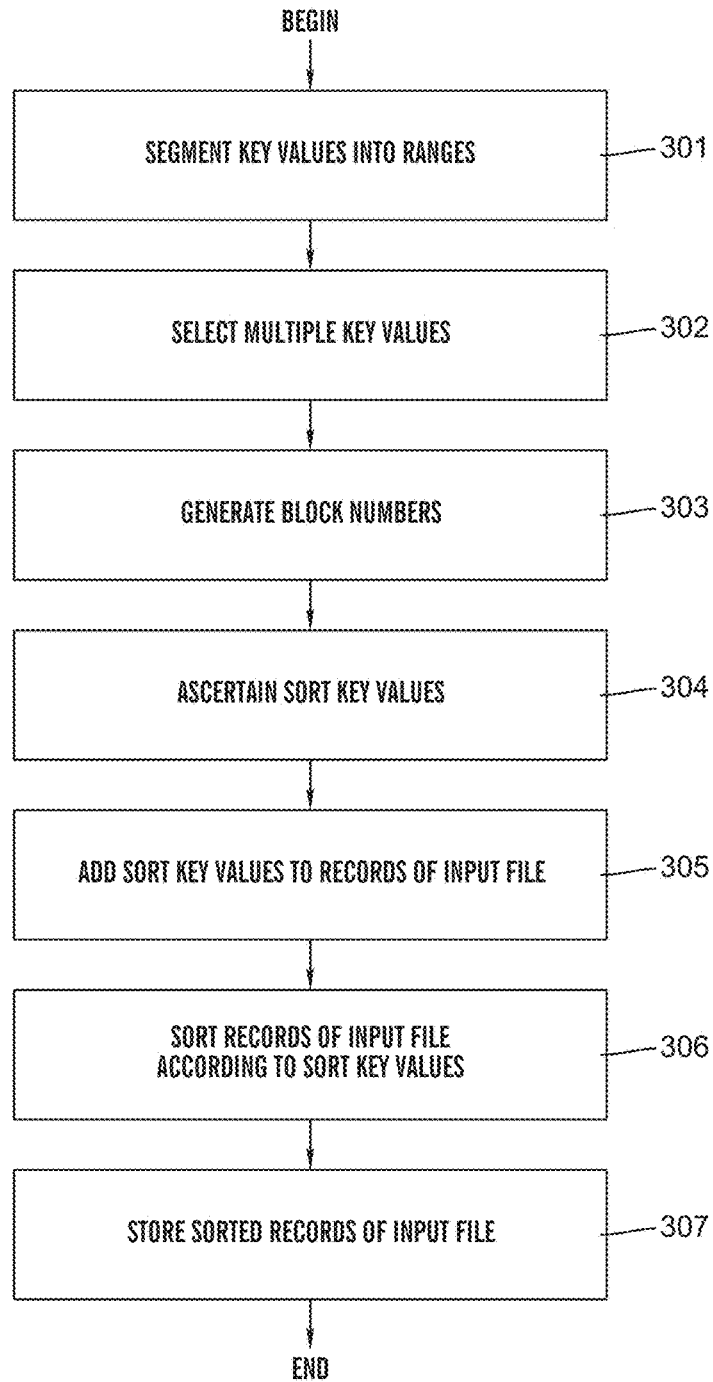 BEGIN
SEGMENT KEY VALUES INTO RANGES
301
SELECT MULTIPLE KEY VALUES
302
GENERATE BLOCK NUMBERS
303
ASCERTAIN SORT KEY VALUES
304
ADD SORT KEY VALUES TO RECORDS OF INPUT FILE
305
SORT RECORDS OF INPUT FILE
ACCORDING TO SORT KEY VALUES
306
STORE SORTED RECORDS OF INPUT FILE
307
END